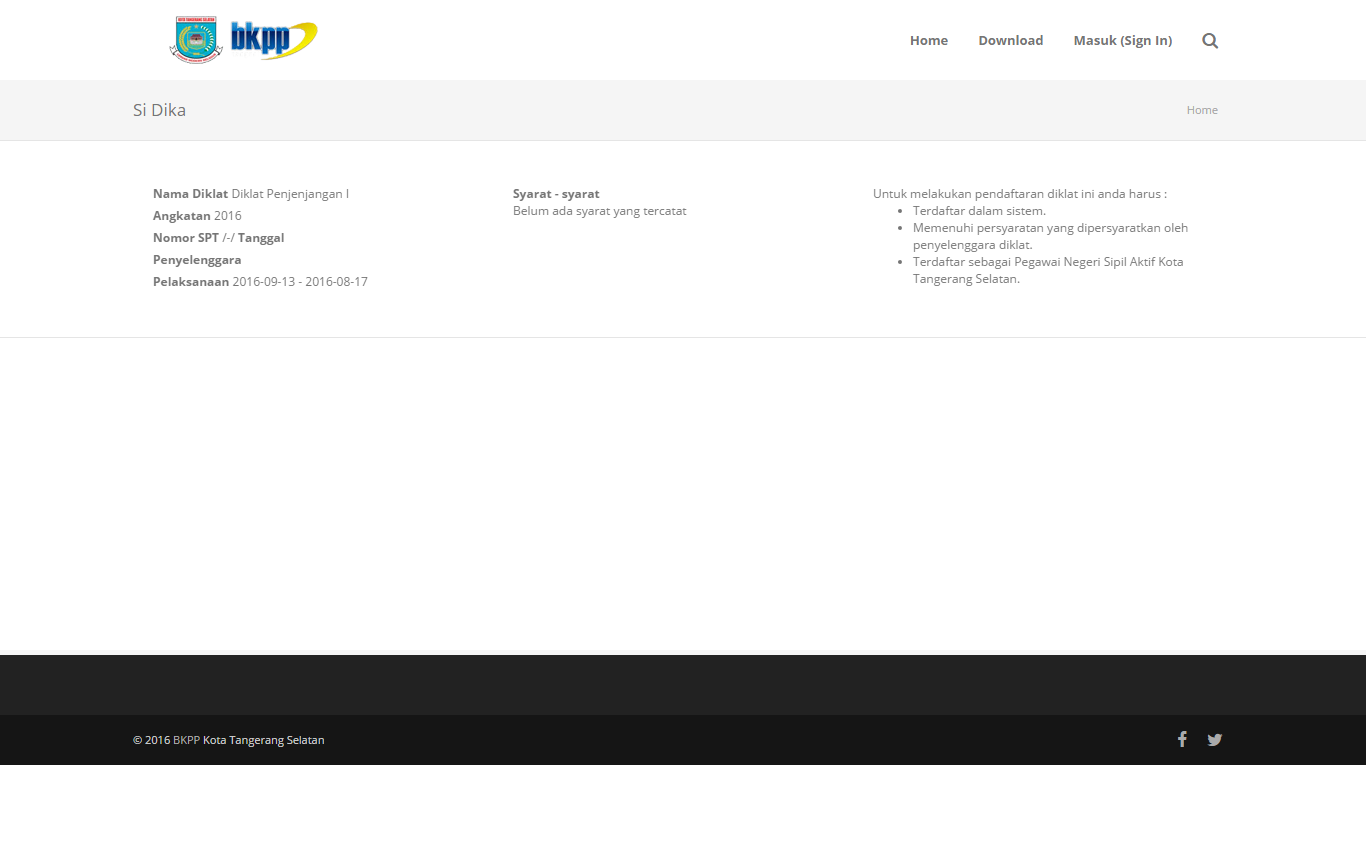 bkpp
Home
Download
Masuk (Sign In)
Si Dika
Home
Nama Diklat Diklat Penjenjangan I
Angkatan 2016
Nomor SPT /-/ Tanggal
Penyelenggara
Pelaksanaan 2016-09-13 - 2016-08-17
Syarat - syarat
Belum ada syarat yang tercatat
Untuk melakukan pendaftaran diklat ini anda harus :
• Terdaftar dalam sistem.
• Memenuhi persyaratan yang dipersyaratkan oleh
penyelenggara diklat.
• Terdaftar sebagai Pegawai Negeri Sipil Aktif Kota
Tangerang Selatan.
© 2016 BKPP Kota Tangerang Selatan